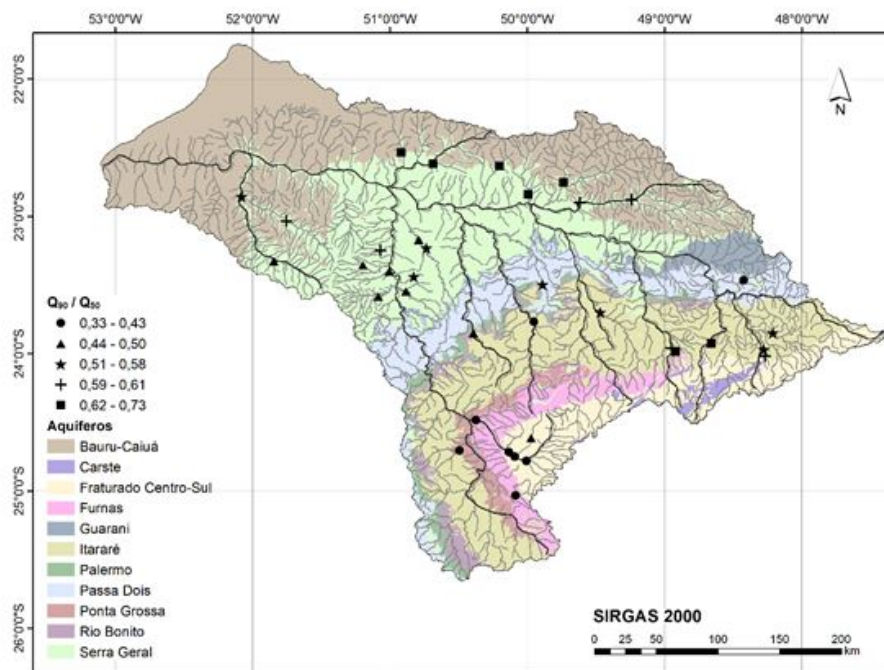 53°0'0"O 52°0'0"O 51°0'0"O 50°0'0"O 49°0'0"O 48°0'0"O
22°0'0"S
23°0'0"S
24°0'0"S
25°0'0"S
26°0'0"S
N
Q90 / Q50
0,33 - 0,43
0,44 - 0,50
0,51 - 0,58
0,59 - 0,61
0,62 - 0,73
Aquíferos
Bauru-Caiuá
Carste
Fraturado Centro-Sul
Furnas
Guarani
Itararé
Palermo
Passa Dois
Ponta Grossa
Rio Bonito
Serra Geral
SIRGAS 2000
0 25 50 100 150 200
km